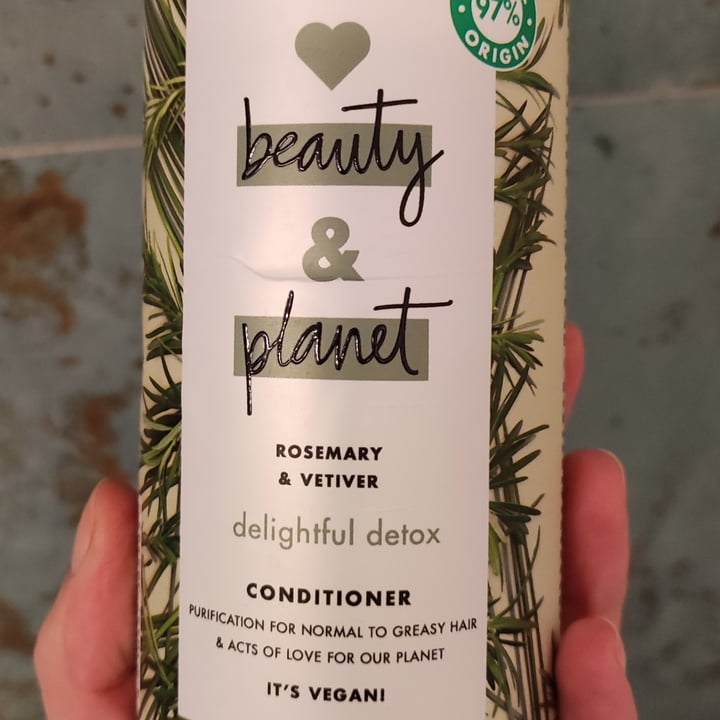 97%
ORIGIN
beauty
&
planet
ROSEMARY
& VETIVER
delightful detox
CONDITIONER
PURIFICATION FOR NORMAL TO GREASY HAIR
& ACTS OF LOVE FOR OUR PLANET
IT'S VEGAN!